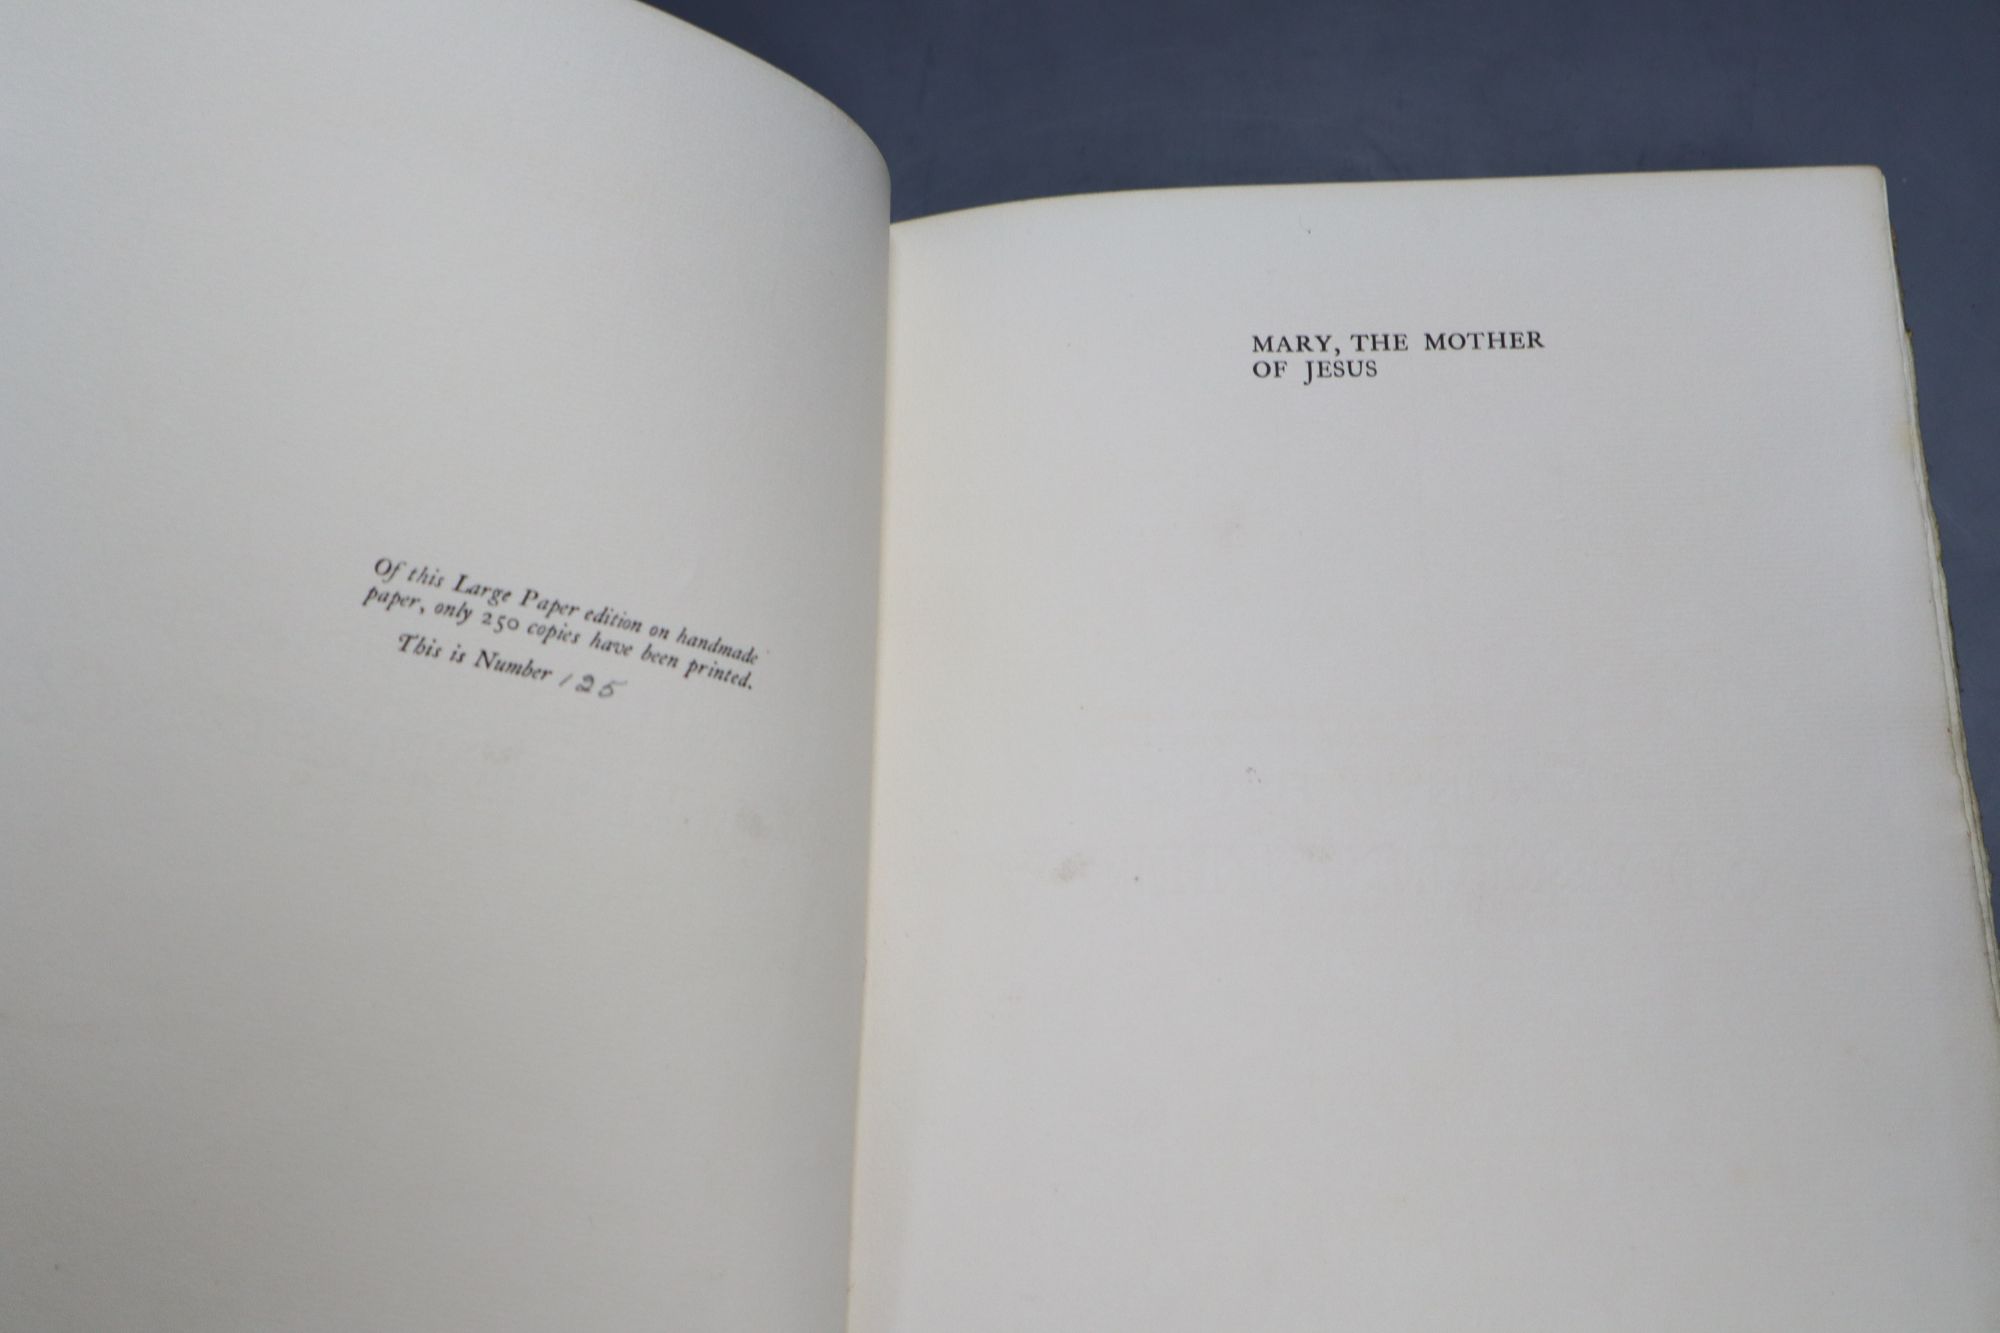 Of this Large Paper edition on handmade
paper, only 250 copies have been printed.
This is Number 125
MARY, THE MOTHER
OF JESUS